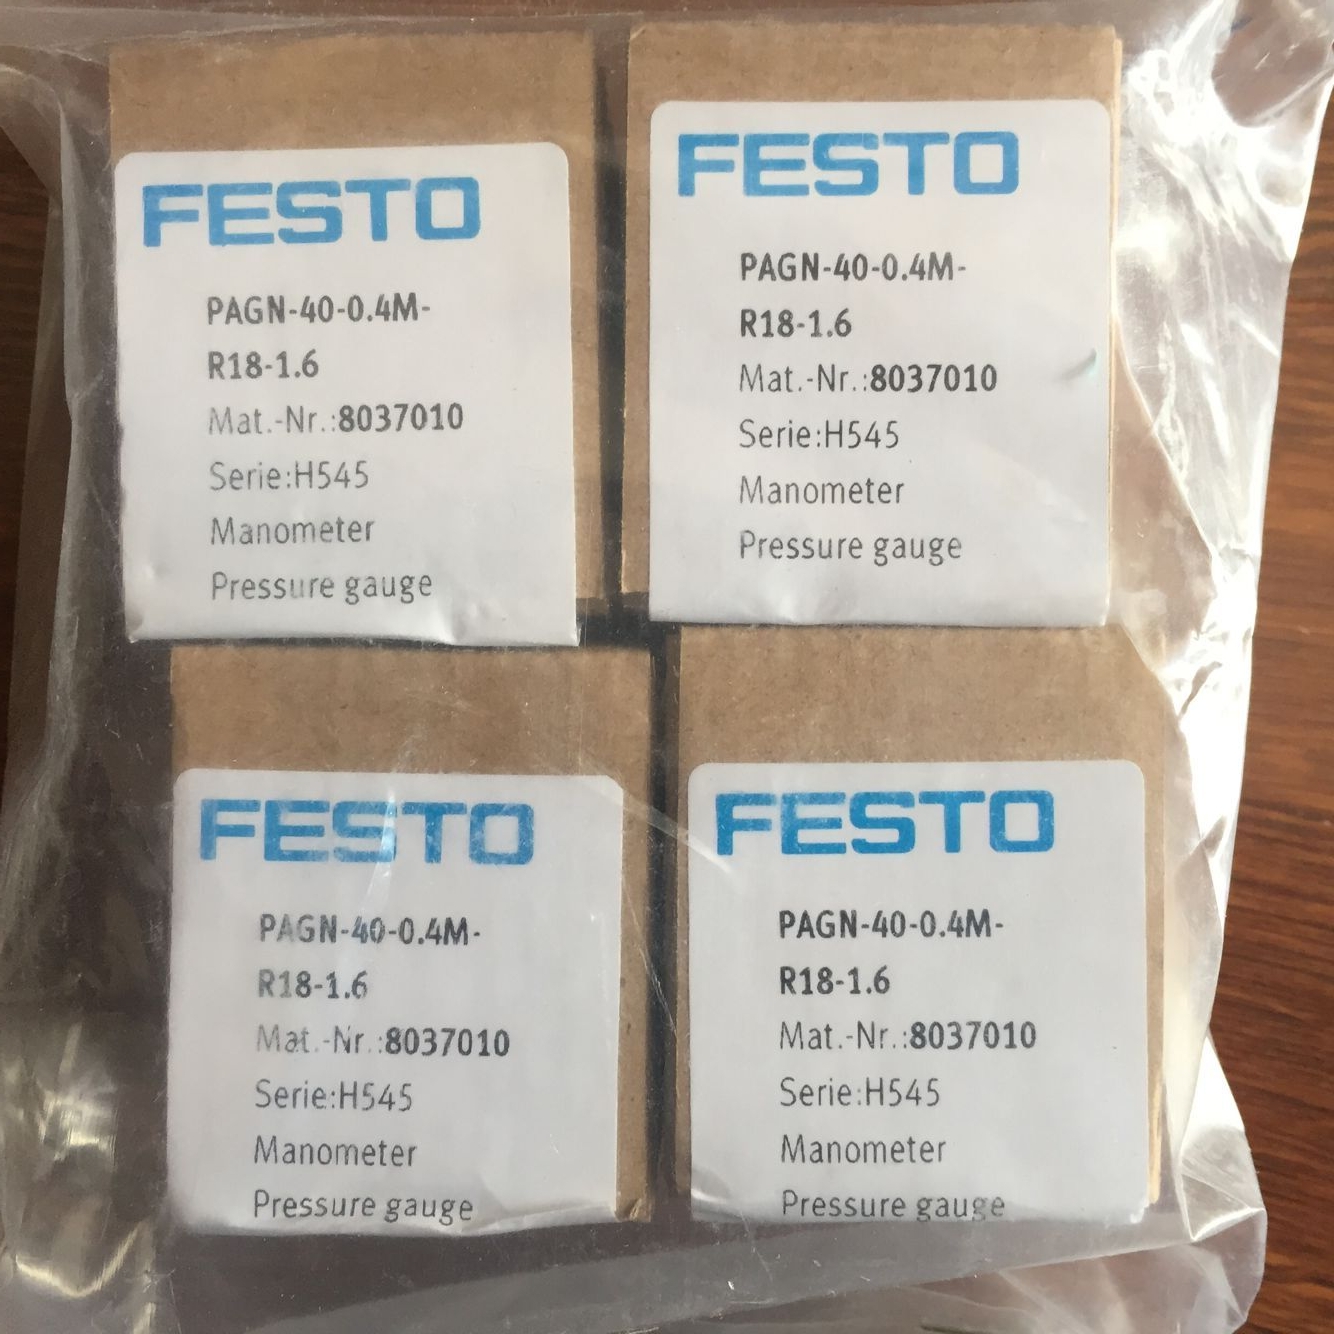 FESTO
PAGN-40-0.4M-
R18-1.6
Mat.-Nr.:8037010
Serie:H545
Manometer
Pressure gauge
FESTO
PAGN-40-0.4M-
R18-1.6
Mat.-Nr.:8037010
Serie:H545
Manometer
Pressure gauge
FESTO
PAGN-40-0.4M-
R18-1.6
Mat.-Nr.:8037010
Serie:H545
Manometer
Pressure gauge
FESTO
PAGN-40-0.4M-
R18-1.6
Mat.-Nr.:8037010
Serie:H545
Manometer
Pressure gauge